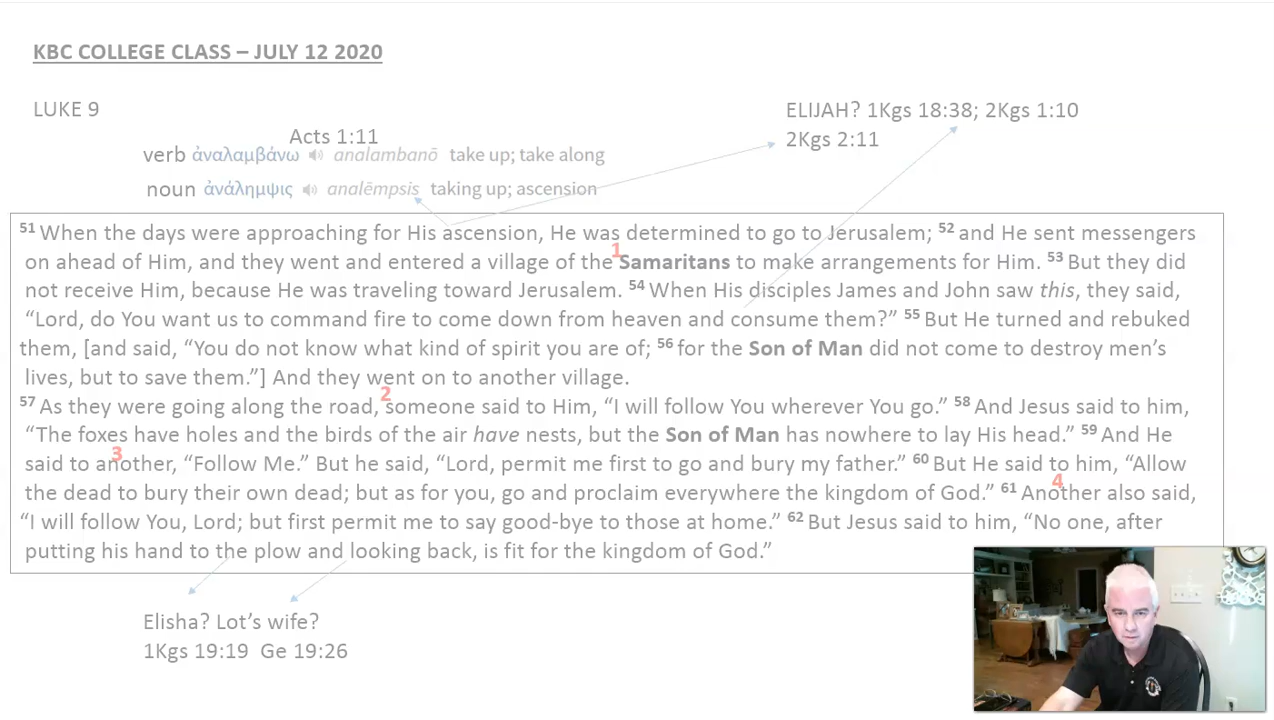 KBC COLLEGE CLASS – JULY 12 2020
LUKE 9
ELIJAH? 1Kgs 18:38; 2Kgs 1:10
2Kgs 2:11
Acts 1:11
verb ἀναλαμβάνω analambanō take up; take along
noun ἀνάλημψις analēmpsis taking up; ascension
51 When the days were approaching for His ascension, He was determined to go to Jerusalem; 52 and He sent messengers
on ahead of Him, and they went and entered a village of the 1 Samaritans to make arrangements for Him. 53 But they did
not receive Him, because He was traveling toward Jerusalem. 54 When His disciples James and John saw this, they said,
“Lord, do You want us to command fire to come down from heaven and consume them?” 55 But He turned and rebuked
them, [and said, “You do not know what kind of spirit you are of; 56 for the Son of Man did not come to destroy men’s
lives, but to save them.”] And they went on to another village.
57 As they were going along the road, 2 someone said to Him, “I will follow You wherever You go.” 58 And Jesus said to him,
“The foxes have holes and the birds of the air have nests, but the Son of Man has nowhere to lay His head.” 59 And He
said to 3 another, “Follow Me.” But he said, “Lord, permit me first to go and bury my father.” 60 But He said to him, “Allow
the dead to bury their own dead; but as for you, go and proclaim everywhere the kingdom of God.” 61 4 Another also said,
“I will follow You, Lord; but first permit me to say good-bye to those at home.” 62 But Jesus said to him, “No one, after
putting his hand to the plow and looking back, is fit for the kingdom of God.”
Elisha? Lot’s wife?
1Kgs 19:19 Ge 19:26